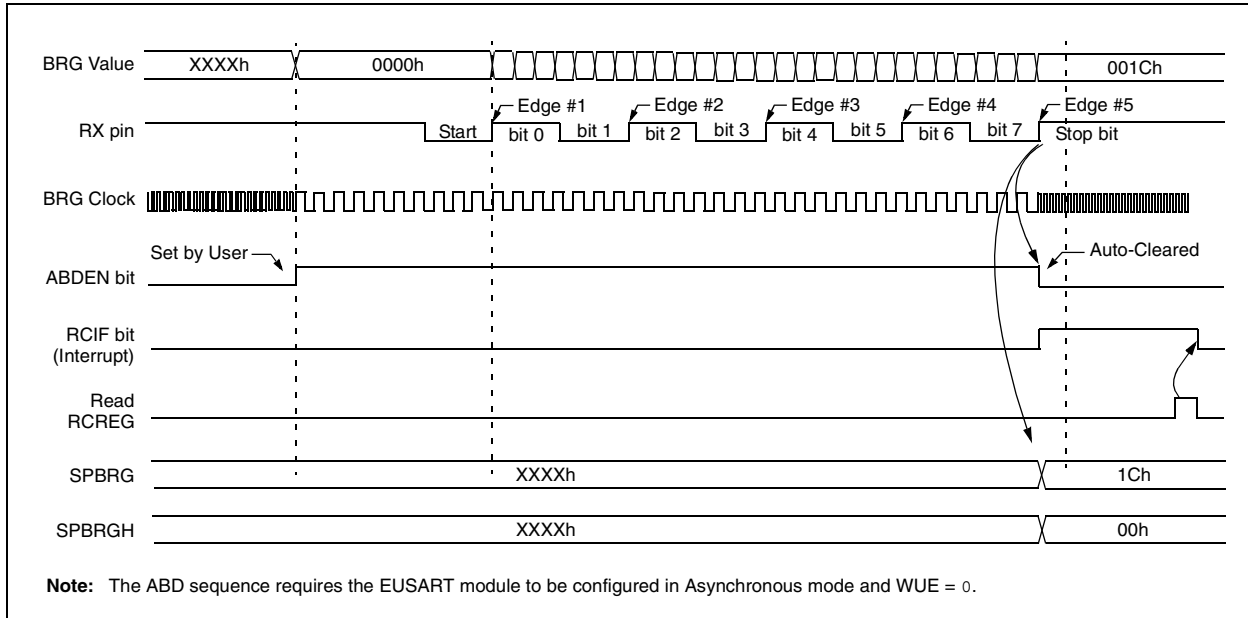 BRG Value XXXXh 0000h 001Ch
Edge #1 Edge #2 Edge #3 Edge #4 Edge #5
RX pin Start bit 0 bit 1 bit 2 bit 3 bit 4 bit 5 bit 6 bit 7 Stop bit
BRG Clock
Set by User Auto-Cleared
ABDEN bit
RCIF bit
(Interrupt)
Read
RCREG
SPBRG XXXXh 1Ch
SPBRGH XXXXh 00h
Note: The ABD sequence requires the EUSART module to be configured in Asynchronous mode and WUE = 0.